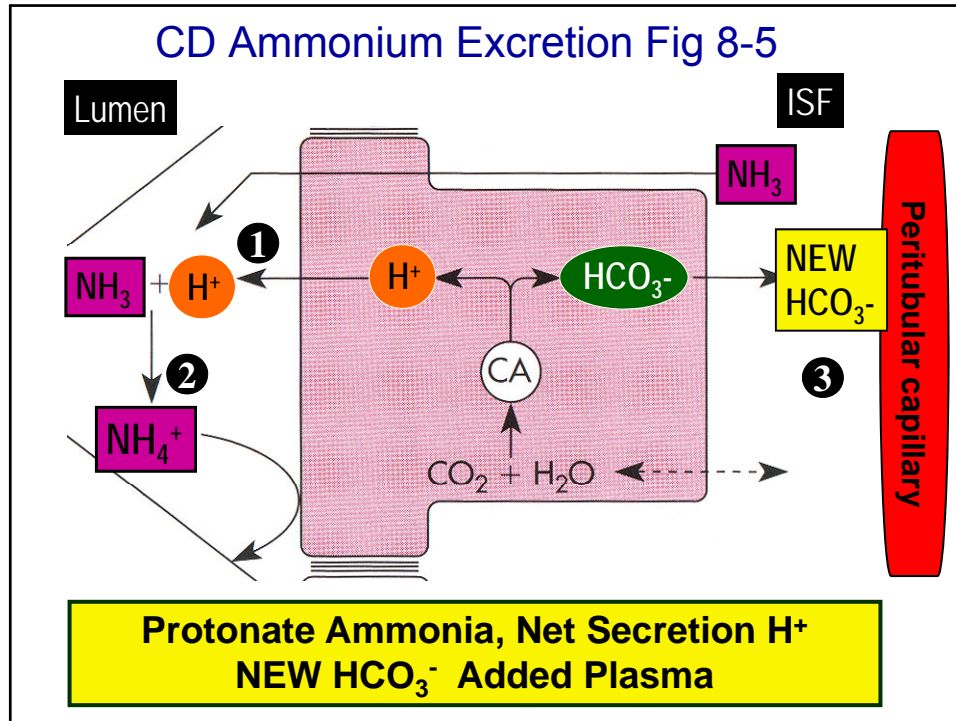 CD Ammonium Excretion Fig 8-5
Lumen
ISF
NH₃
1
NH₃ + H⁺
H⁺
HCO₃-
NEW
HCO₃-
CA
2
3
NH₄⁺
CO₂ + H₂O
Peritubular capillary
Protonate Ammonia, Net Secretion H⁺
NEW HCO₃⁻ Added Plasma